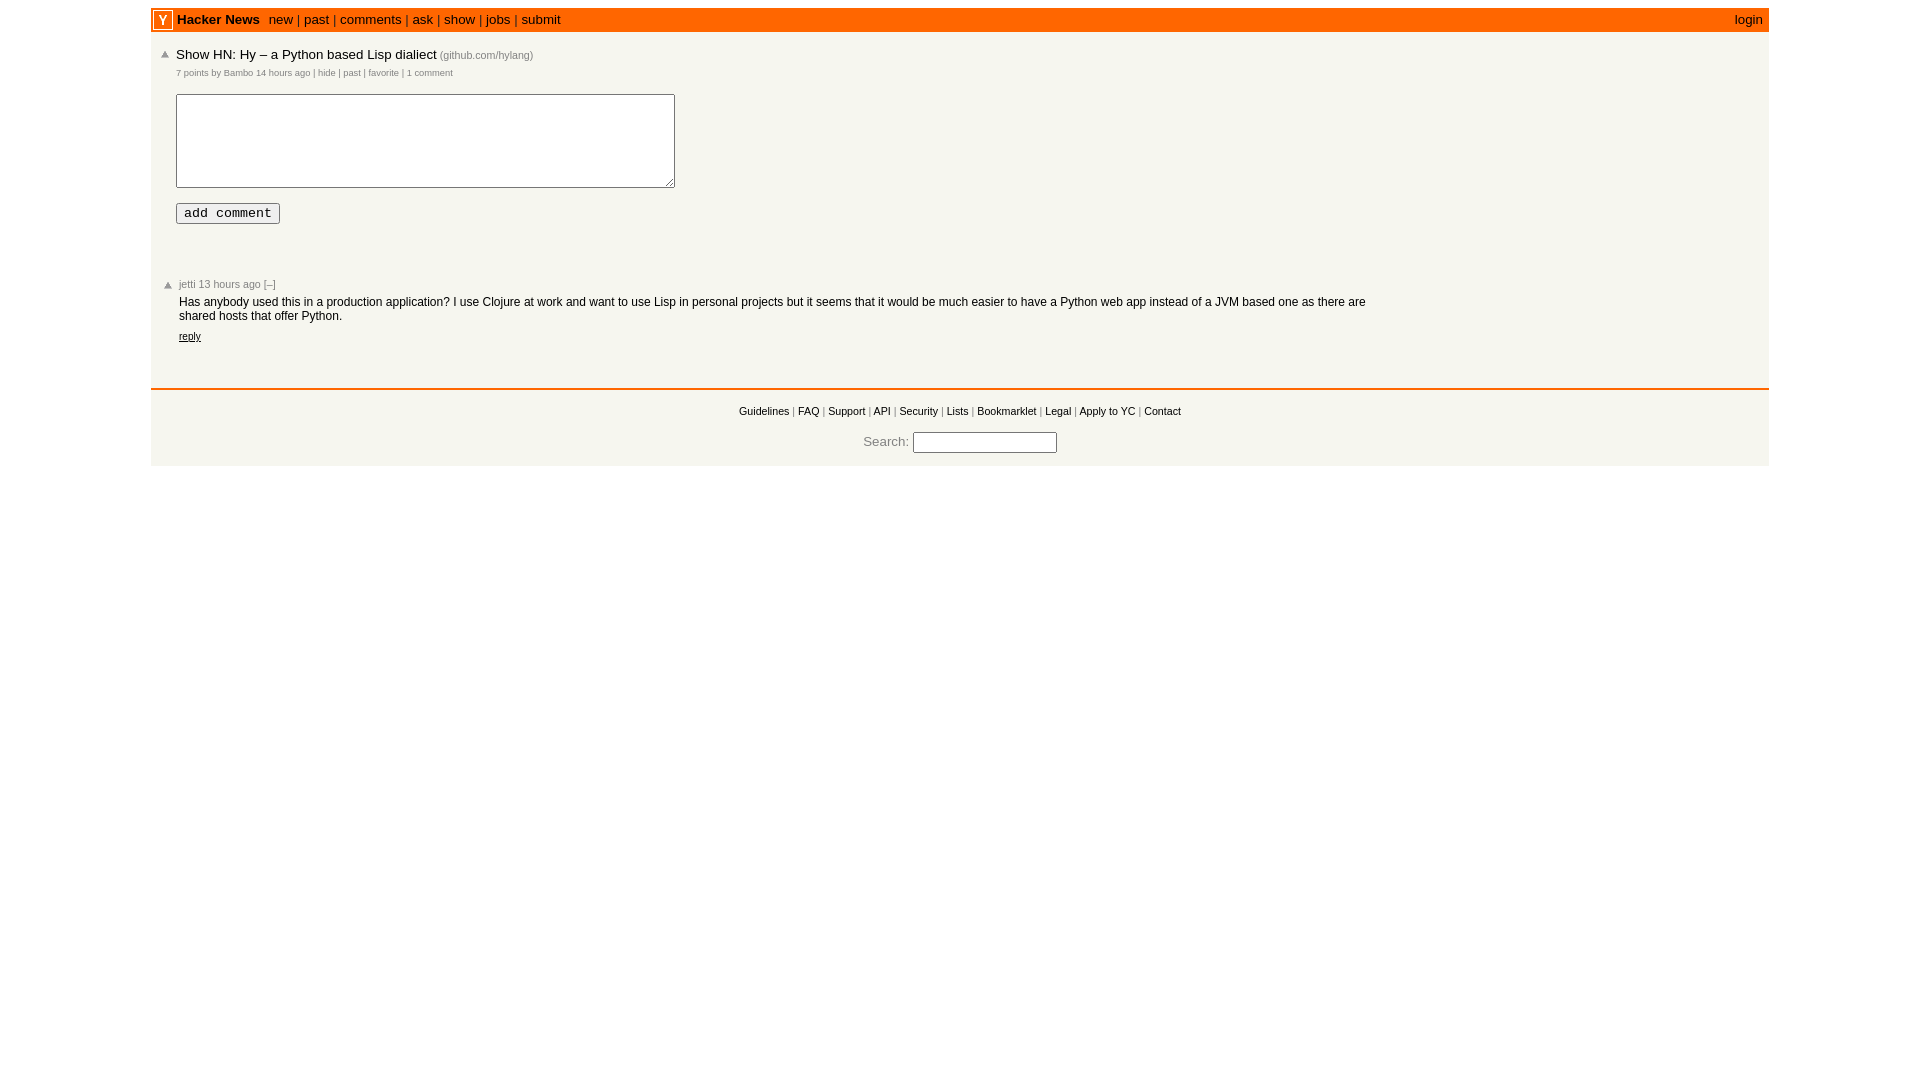 Y Hacker News new | past | comments | ask | show | jobs | submit login
Show HN: Hy – a Python based Lisp dialiect (github.com/hylang)
7 points by Bambo 14 hours ago | hide | past | favorite | 1 comment
add comment
jetti 13 hours ago [–]
Has anybody used this in a production application? I use Clojure at work and want to use Lisp in personal projects but it seems that it would be much easier to have a Python web app instead of a JVM based one as there are
shared hosts that offer Python.
reply
Guidelines | FAQ | Support | API | Security | Lists | Bookmarklet | Legal | Apply to YC | Contact
Search: